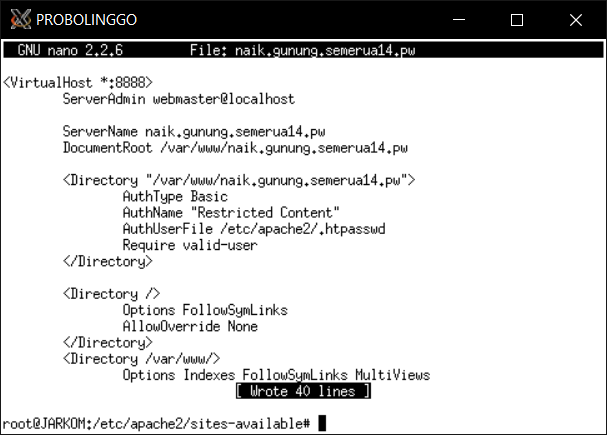 PROBOLINGGO
GNU nano 2.2.6 File: naik.gunung.semerua14.pw
<VirtualHost *:8888>
ServerAdmin webmaster@localhost
ServerName naik.gunung.semerua14.pw
DocumentRoot /var/www/naik.gunung.semerua14.pw
<Directory "/var/www/naik.gunung.semerua14.pw">
AuthType Basic
AuthName "Restricted Content"
AuthUserFile /etc/apache2/.htpasswd
Require valid-user
</Directory>
<Directory />
Options FollowSymLinks
AllowOverride None
</Directory>
<Directory /var/www/>
Options Indexes FollowSymLinks MultiViews
[ Wrote 40 lines ]
root@JARKOM:/etc/apache2/sites-available#